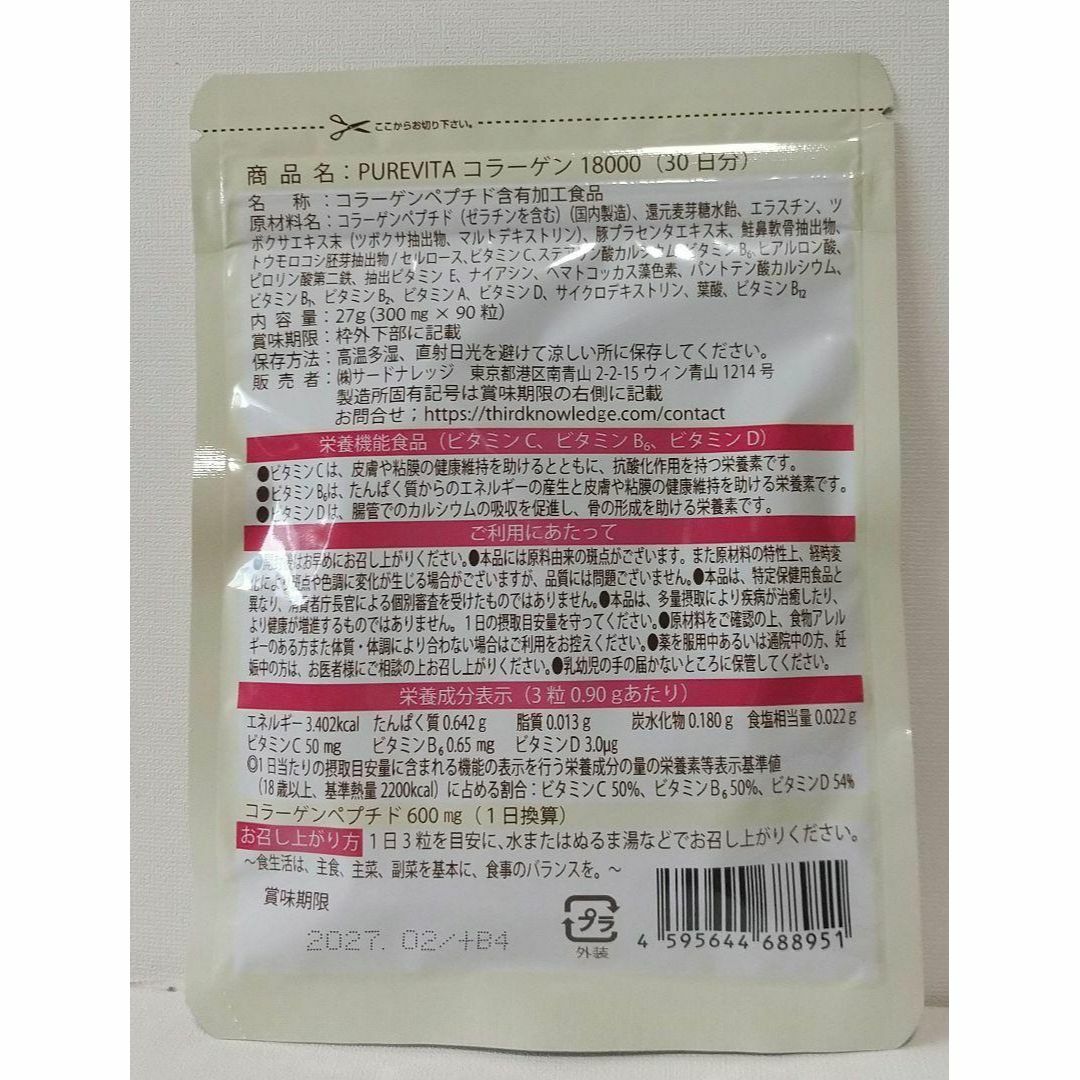 ここからお切り下さい。
商品名：PUREVITA コラーゲン 18000 （30 日分）
名称：コラーゲンペプチド含有加工食品
原材料名：コラーゲンペプチド（ゼラチンを含む）（国内製造）、還元麦芽糖水飴、エラスチン、ツ
ボクサエキス末（ツボクサ抽出物、マルトデキストリン）、豚プラセンタエキス末、鮭鼻軟骨抽出物、
トウモロコシ胚芽抽出物/セルロース、ビタミンC、ステアリン酸カルシウム、ビタミンB₆、ヒアルロン酸、
ピロリン酸第二鉄、抽出ビタミン E、ナイアシン、ヘマトコッカス藻色素、パントテン酸カルシウム、
ビタミン B₁、ビタミン B₂、ビタミン A、ビタミン D、サイクロデキストリン、葉酸、ビタミン B₁₂
内容量：27g（300 mg × 90 粒）
賞味期限：枠外下部に記載
保存方法：高温多湿、直射日光を避けて涼しい所に保存してください。
販売者：㈱サードナレッジ 東京都港区南青山 2-2-15 ウィン青山 1214 号
製造所固有記号は賞味期限の右側に記載
お問合せ；https://thirdknowledge.com/contact
栄養機能食品（ビタミン C、ビタミン B₆、ビタミン D）
●ビタミン C は、皮膚や粘膜の健康維持を助けるとともに、抗酸化作用を持つ栄養素です。
●ビタミン B₆は、たんぱく質からのエネルギーの産生と皮膚や粘膜の健康維持を助ける栄養素です。
●ビタミン D は、腸管でのカルシウムの吸収を促進し、骨の形成を助ける栄養素です。
ご利用にあたって
●開封後はお早めにお召し上がりください。●本品には原料由来の斑点がございます。また原材料の特性上、経時変
化により斑点や色調に変化が生じる場合がございますが、品質には問題ございません。●本品は、特定保健用食品と
異なり、消費者庁長官による個別審査を受けたものではありません。●本品は、多量摂取により疾病が治癒したり、
より健康が増進するものではありません。1日の摂取目安量を守ってください。●原材料をご確認の上、食物アレル
ギーのある方また体質・体調により合わない場合はご利用をお控えください。●薬を服用中あるいは通院中の方、妊
娠中の方は、お医者様にご相談の上お召し上がりください。●乳幼児の手の届かないところに保管してください。
栄養成分表示（3 粒 0.90 gあたり）
エネルギー 3.402kcal たんぱく質 0.642 g 脂質 0.013 g 炭水化物 0.180 g 食塩相当量 0.022 g
ビタミン C 50 mg ビタミン B₆ 0.65 mg ビタミン D 3.0μg
◎1日当たりの摂取目安量に含まれる機能の表示を行う栄養成分の量の栄養素等表示基準値
（18 歳以上、基準熱量 2200kcal）に占める割合：ビタミン C 50%、ビタミン B₆ 50%、ビタミン D 54%
コラーゲンペプチド 600 mg（1 日換算）
お召し上がり方 1 日 3 粒を目安に、水またはぬるま湯などでお召し上がりください。
～食生活は、主食、主菜、副菜を基本に、食事のバランスを。～
賞味期限
2027. 02/+B4
プラ
外装
4 595644 688951